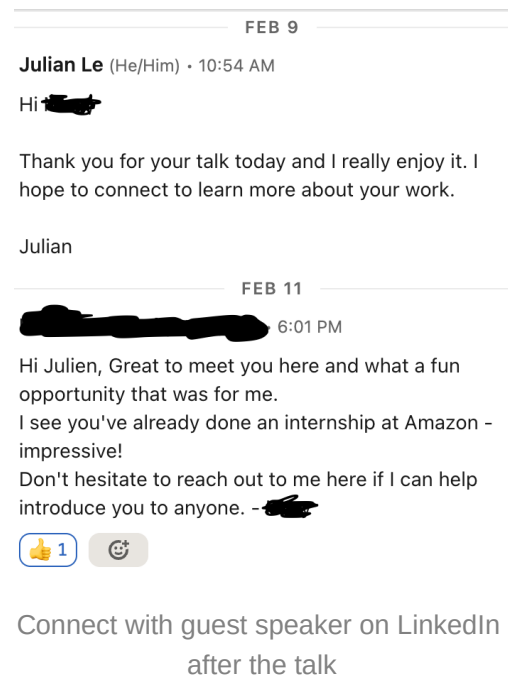 FEB 9
Julian Le (He/Him) • 10:54 AM
Hi
Thank you for your talk today and I really enjoy it. I
hope to connect to learn more about your work.
Julian
FEB 11
6:01 PM
Hi Julien, Great to meet you here and what a fun
opportunity that was for me.
I see you've already done an internship at Amazon -
impressive!
Don't hesitate to reach out to me here if I can help
introduce you to anyone. -
👍 1
Connect with guest speaker on LinkedIn
after the talk